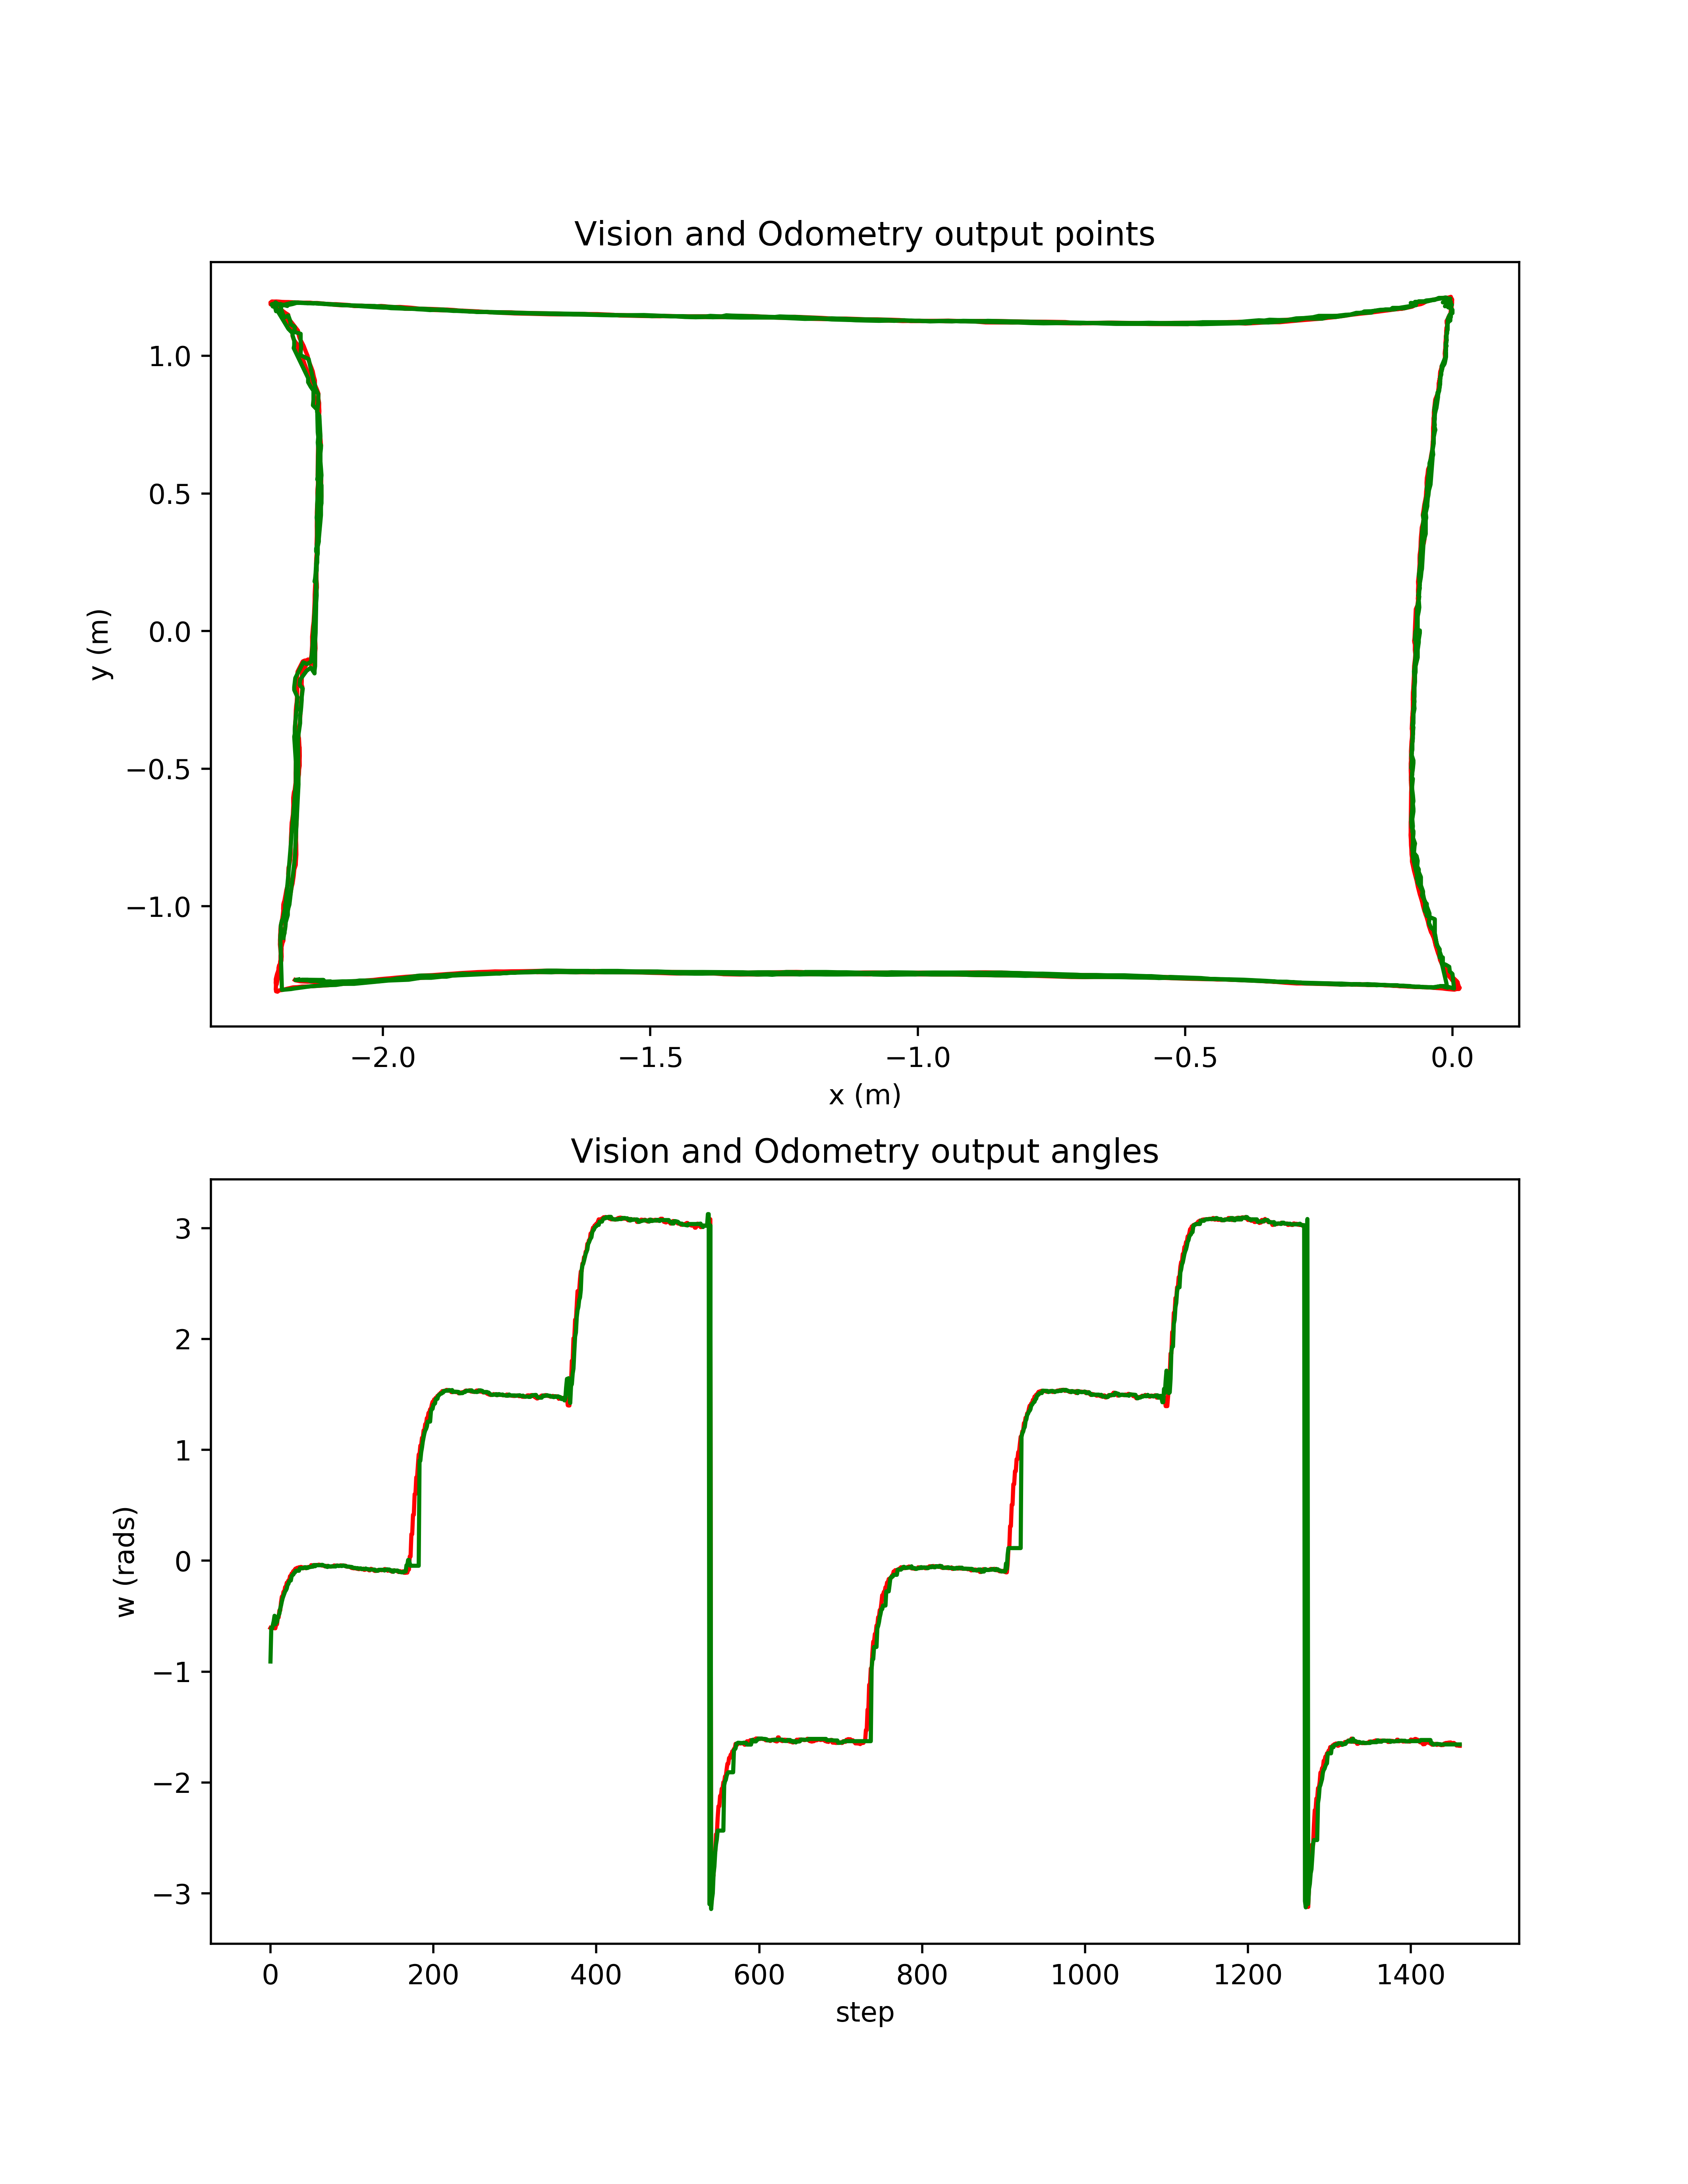 Vision and Odometry output points
1.0
0.5
0.0
−0.5
−1.0
y (m)
−2.0 −1.5 −1.0 −0.5 0.0
x (m)
Vision and Odometry output angles
3
2
1
0
−1
−2
−3
w (rads)
0 200 400 600 800 1000 1200 1400
step